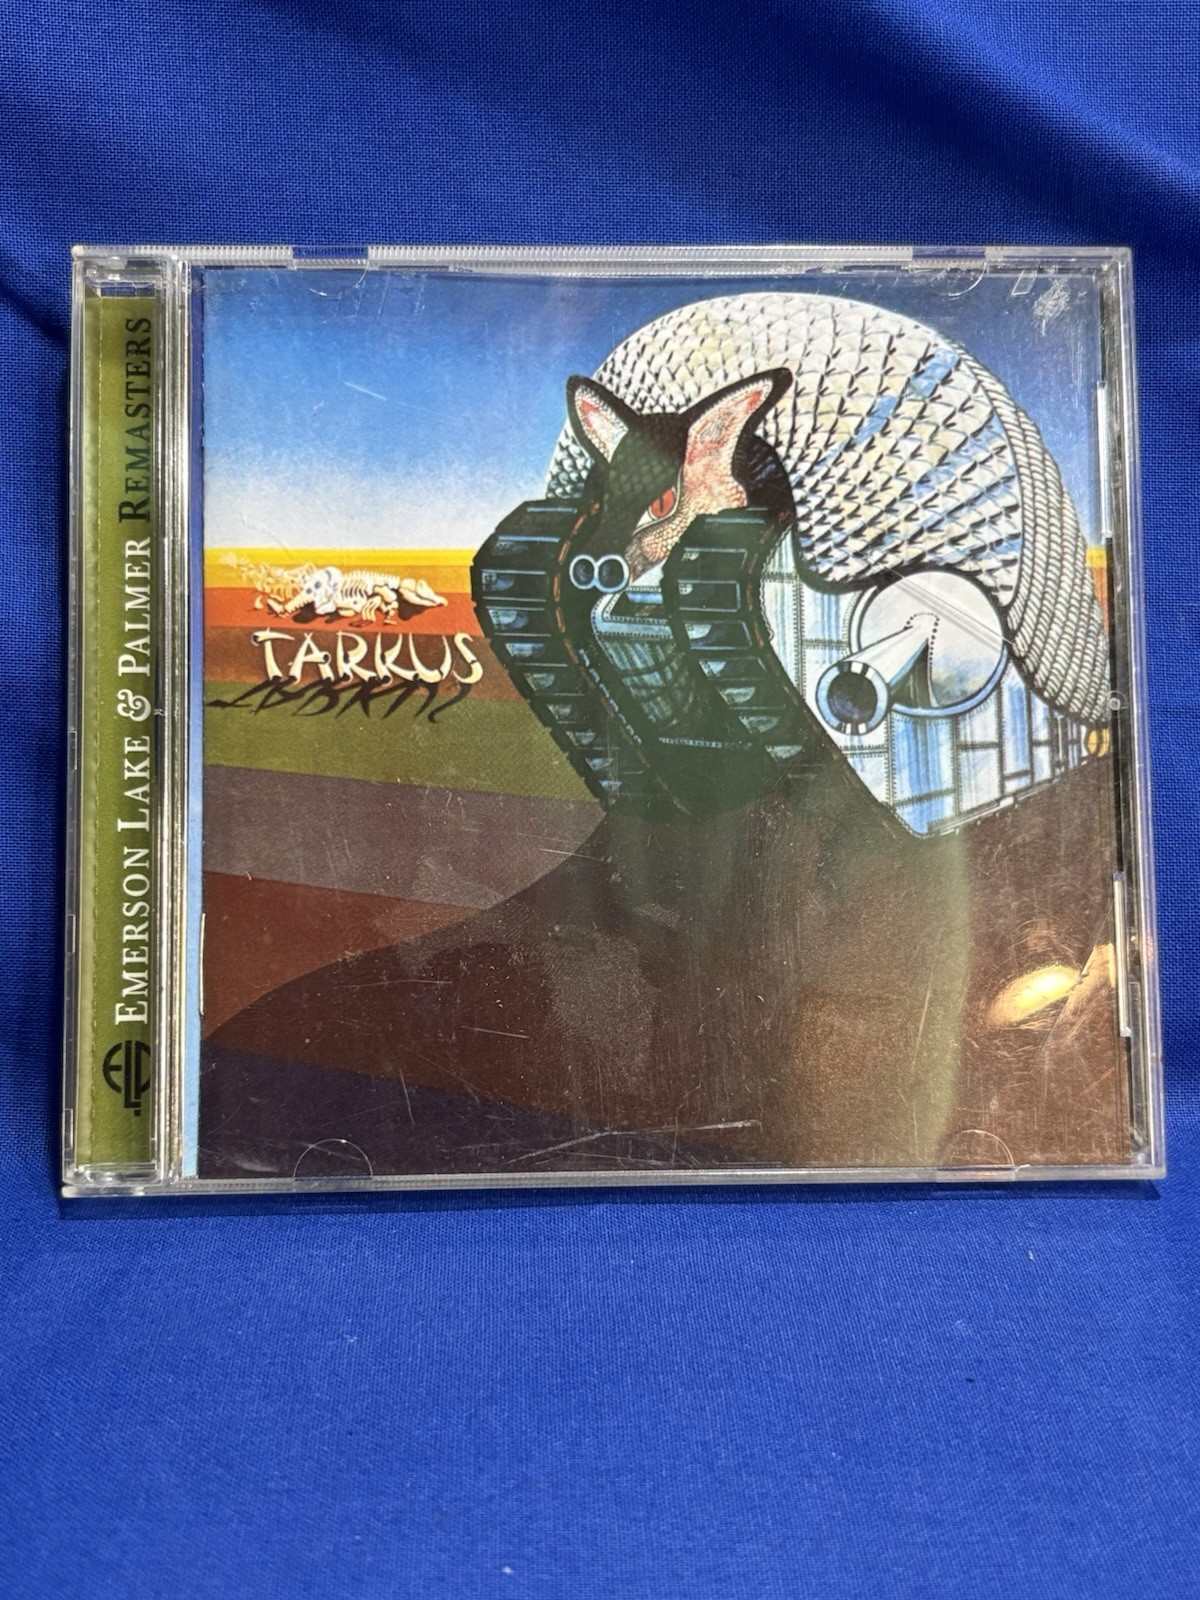 EMERSON LAKE & PALMER REMASTERS
ELP
TARKUS